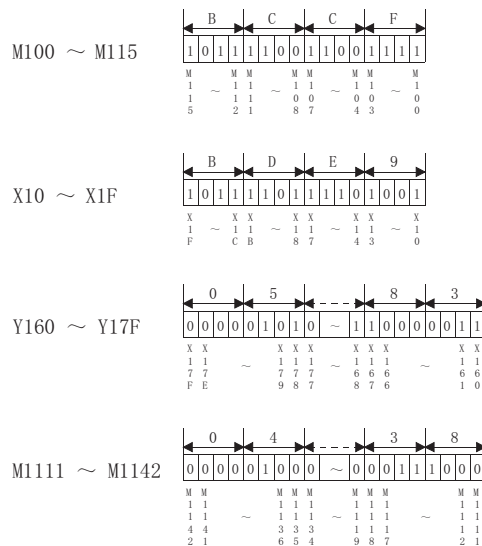 B C C F
M100 ～ M115
1 0 1 1 1 1 0 0 1 1 0 0 1 1 1 1
M115 ～ M112 M111 ～ M108 M107 ～ M104 M103 ～ M100
B D E 9
X10 ～ X1F
1 0 1 1 1 1 0 1 1 1 1 0 1 0 0 1
X1F ～ X1C X1B ～ X18 X17 ～ X14 X13 ～ X10
0 5 8 3
Y160 ～ Y17F
0 0 0 0 0 1 0 1 0 ～ 1 1 0 0 0 0 0 1 1
X17F X17E ～ X179 X178 X177 ～ X168 X167 X166 ～ X161 X160
0 4 3 8
M1111 ～ M1142
0 0 0 0 0 1 0 0 0 ～ 0 0 0 1 1 1 0 0 0
M1142 M1141 ～ M1136 M1135 M1134 ～ M1119 M1118 M1117 ～ M1112 M1111